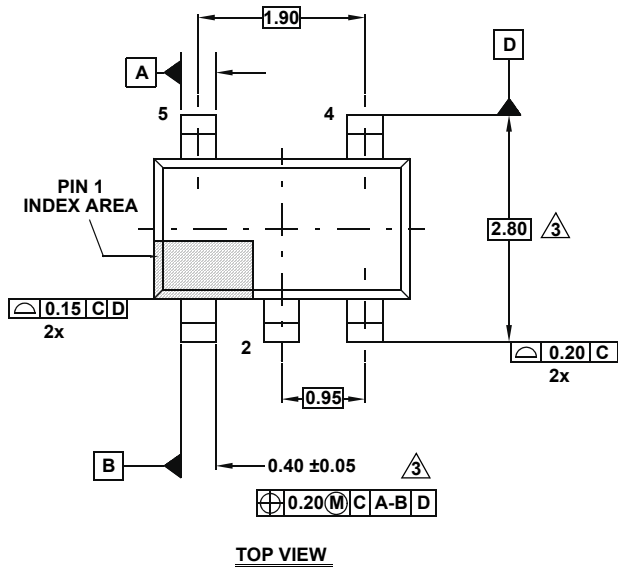 1.90
D
A
5
4
PIN 1
INDEX AREA
2.80 3
0.15 C D
2x
2
0.20 C
2x
0.95
B
0.40 ±0.05 3
0.20 M C A-B D
TOP VIEW